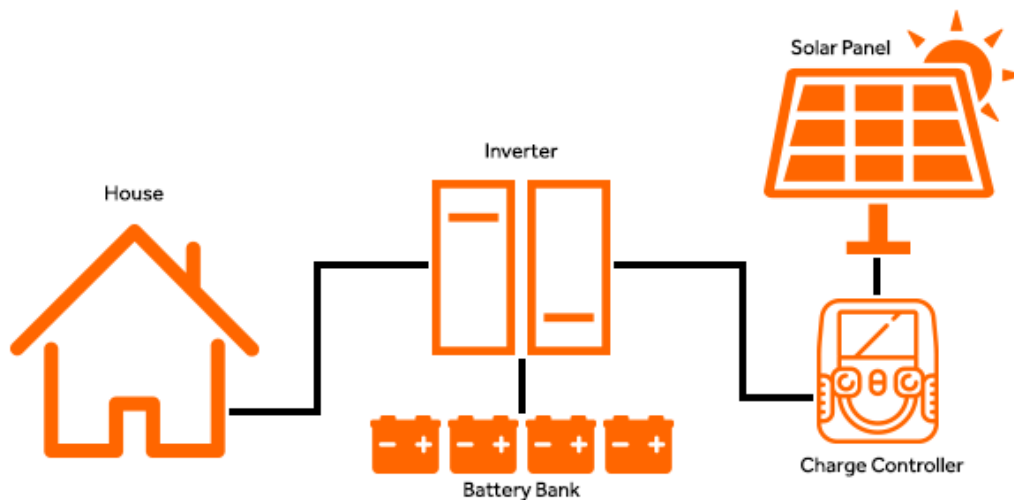 Solar Panel
Inverter
House
Charge Controller
Battery Bank